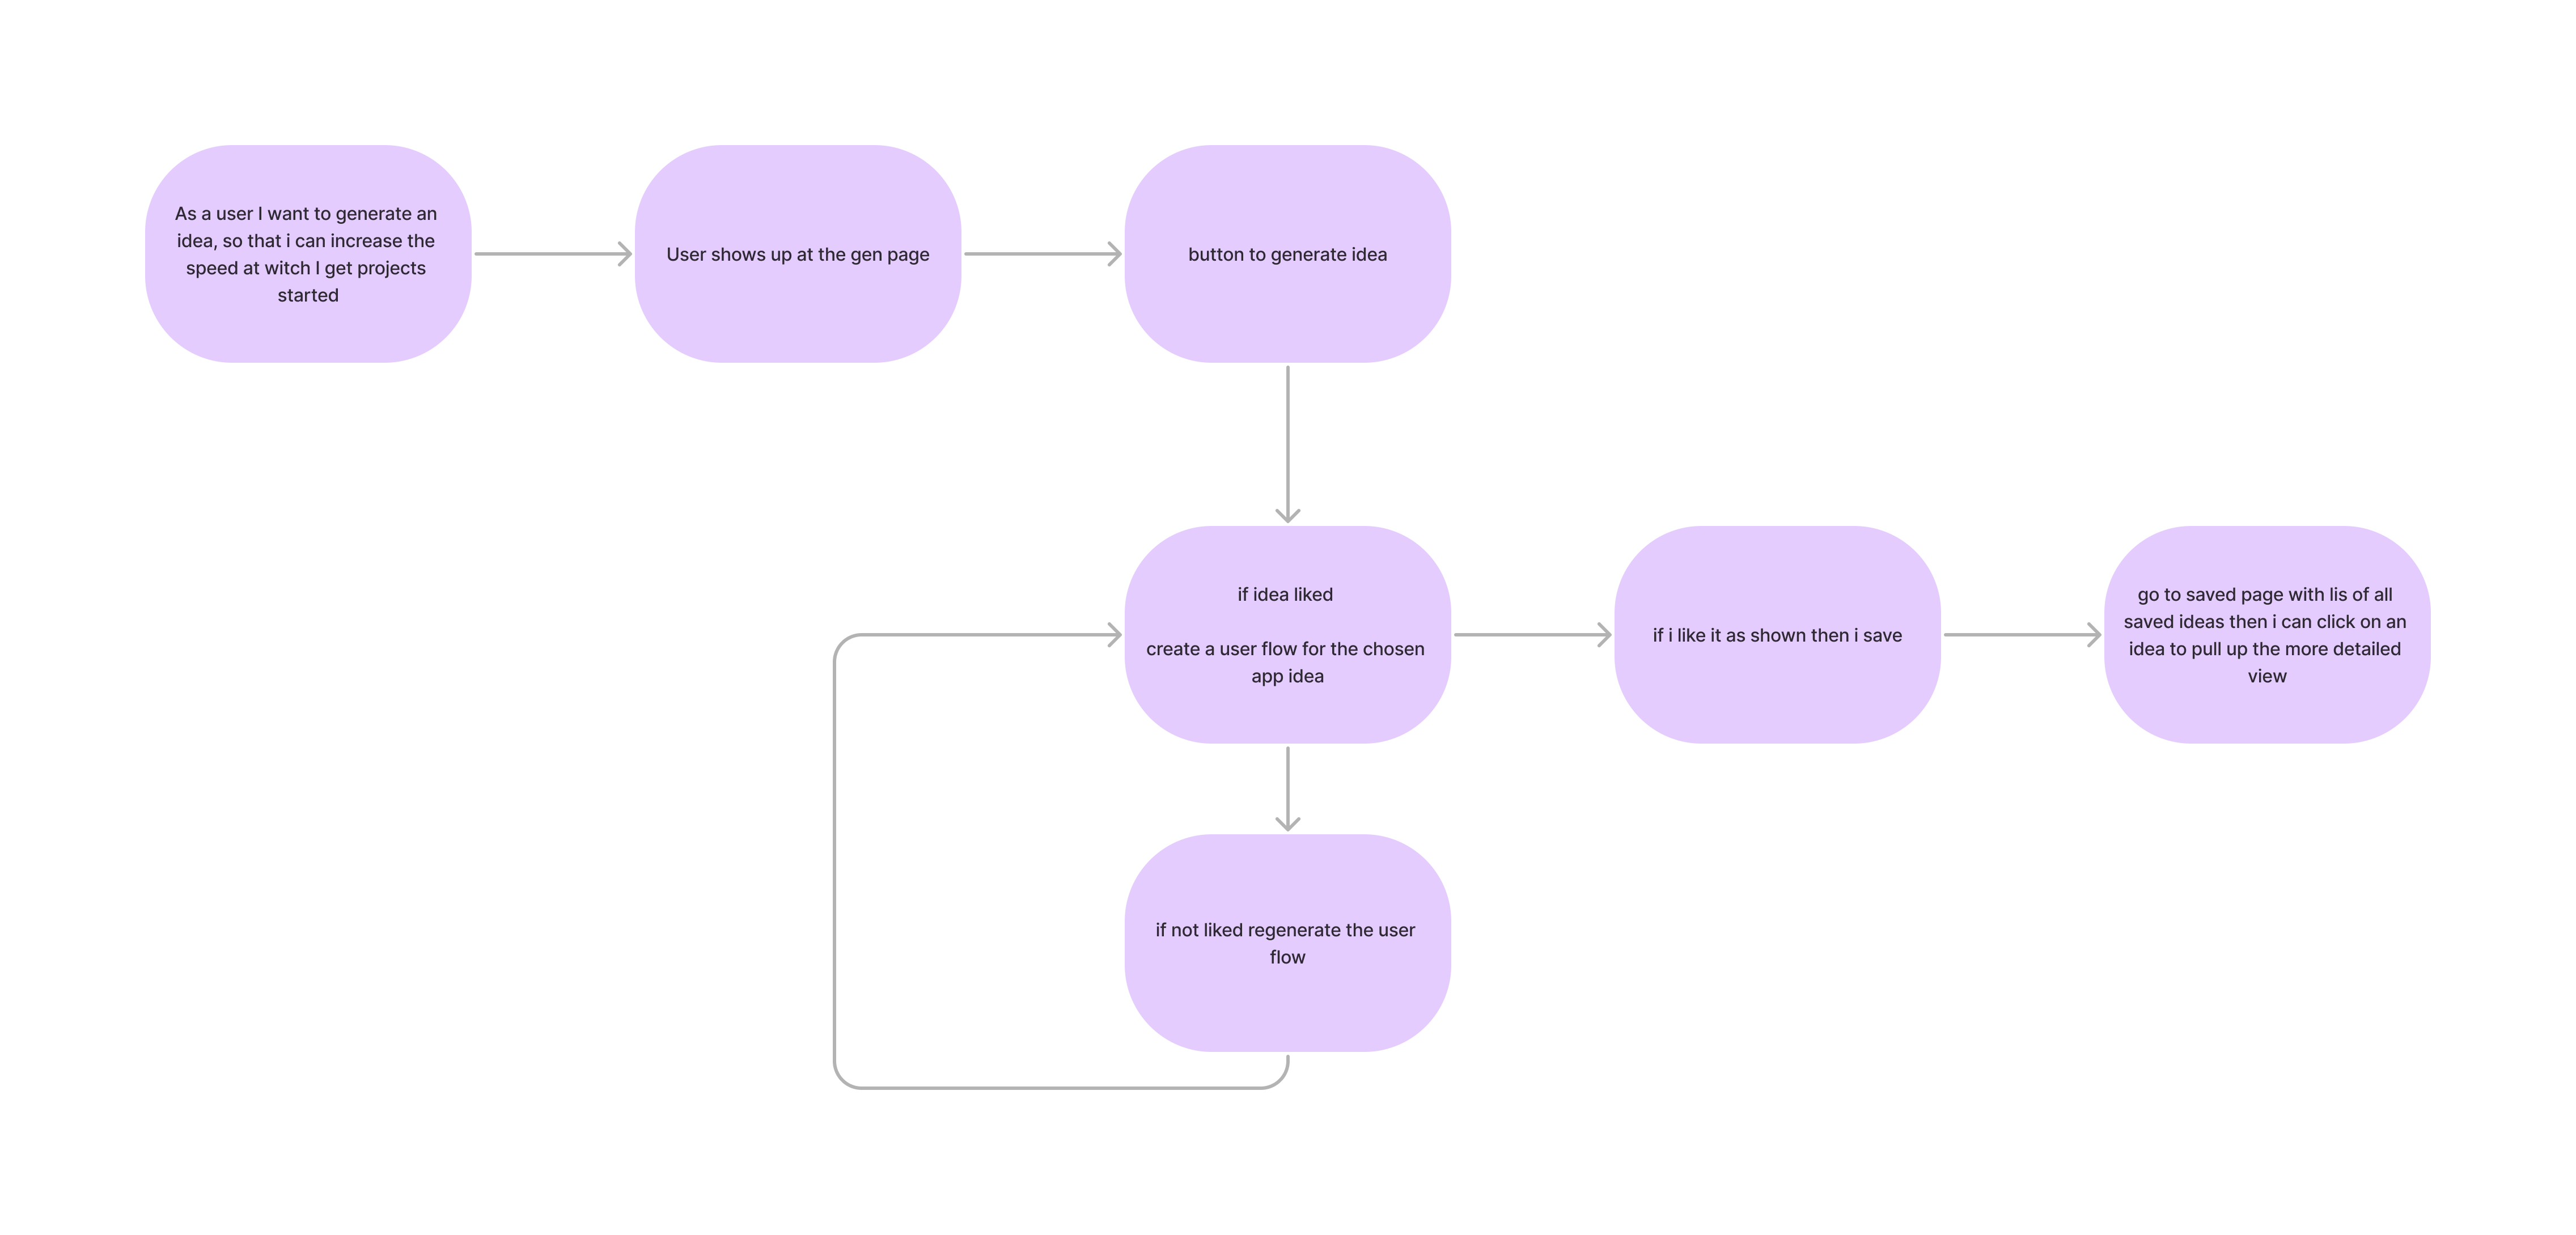 As a user I want to generate an
idea, so that i can increase the
speed at witch I get projects
started
User shows up at the gen page
button to generate idea
if idea liked
create a user flow for the chosen
app idea
if i like it as shown then i save
go to saved page with lis of all
saved ideas then i can click on an
idea to pull up the more detailed
view
if not liked regenerate the user
flow